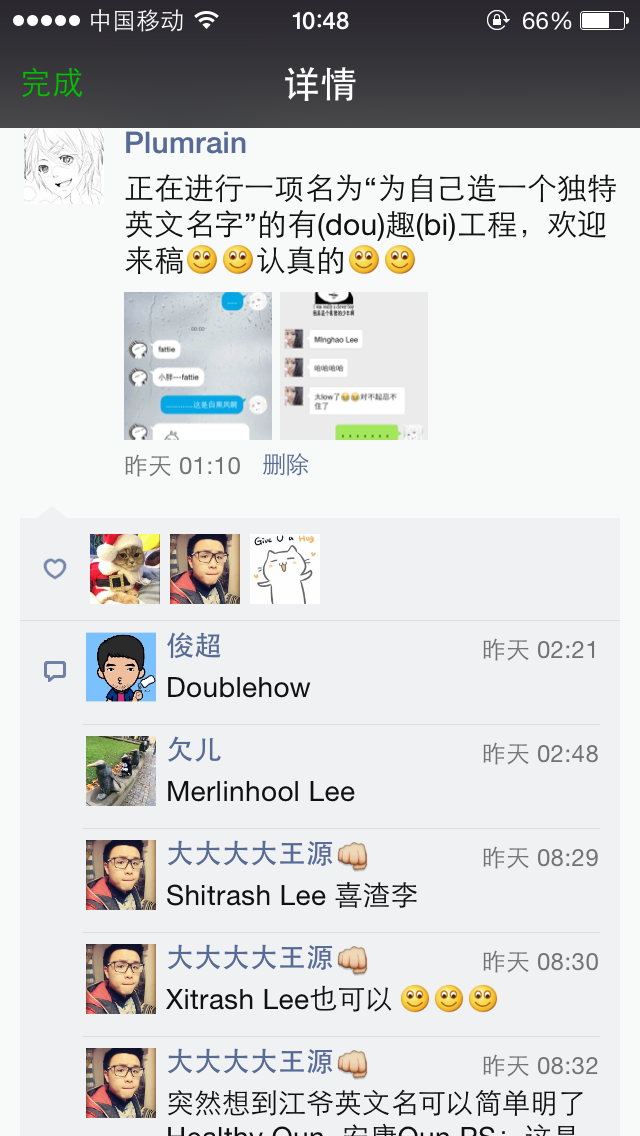 中国移动 10:48 66%
完成 详情
Plumrain
正在进行一项名为“为自己造一个独特
英文名字”的有(dou)趣(bi)工程，欢迎
来稿认真的
fattie
小胖---fattie
Minghao Lee
哈哈哈哈
太low了对不起忍不
住了
昨天 01:10 删除
Give U a Hug
俊超 昨天 02:21
Doublehow
欠儿 昨天 02:48
Merlinhool Lee
大大大大王源👊 昨天 08:29
Shitrash Lee 喜渣李
大大大大王源👊 昨天 08:30
Xitrash Lee也可以
大大大大王源👊 昨天 08:32
突然想到江爷英文名可以简单明了